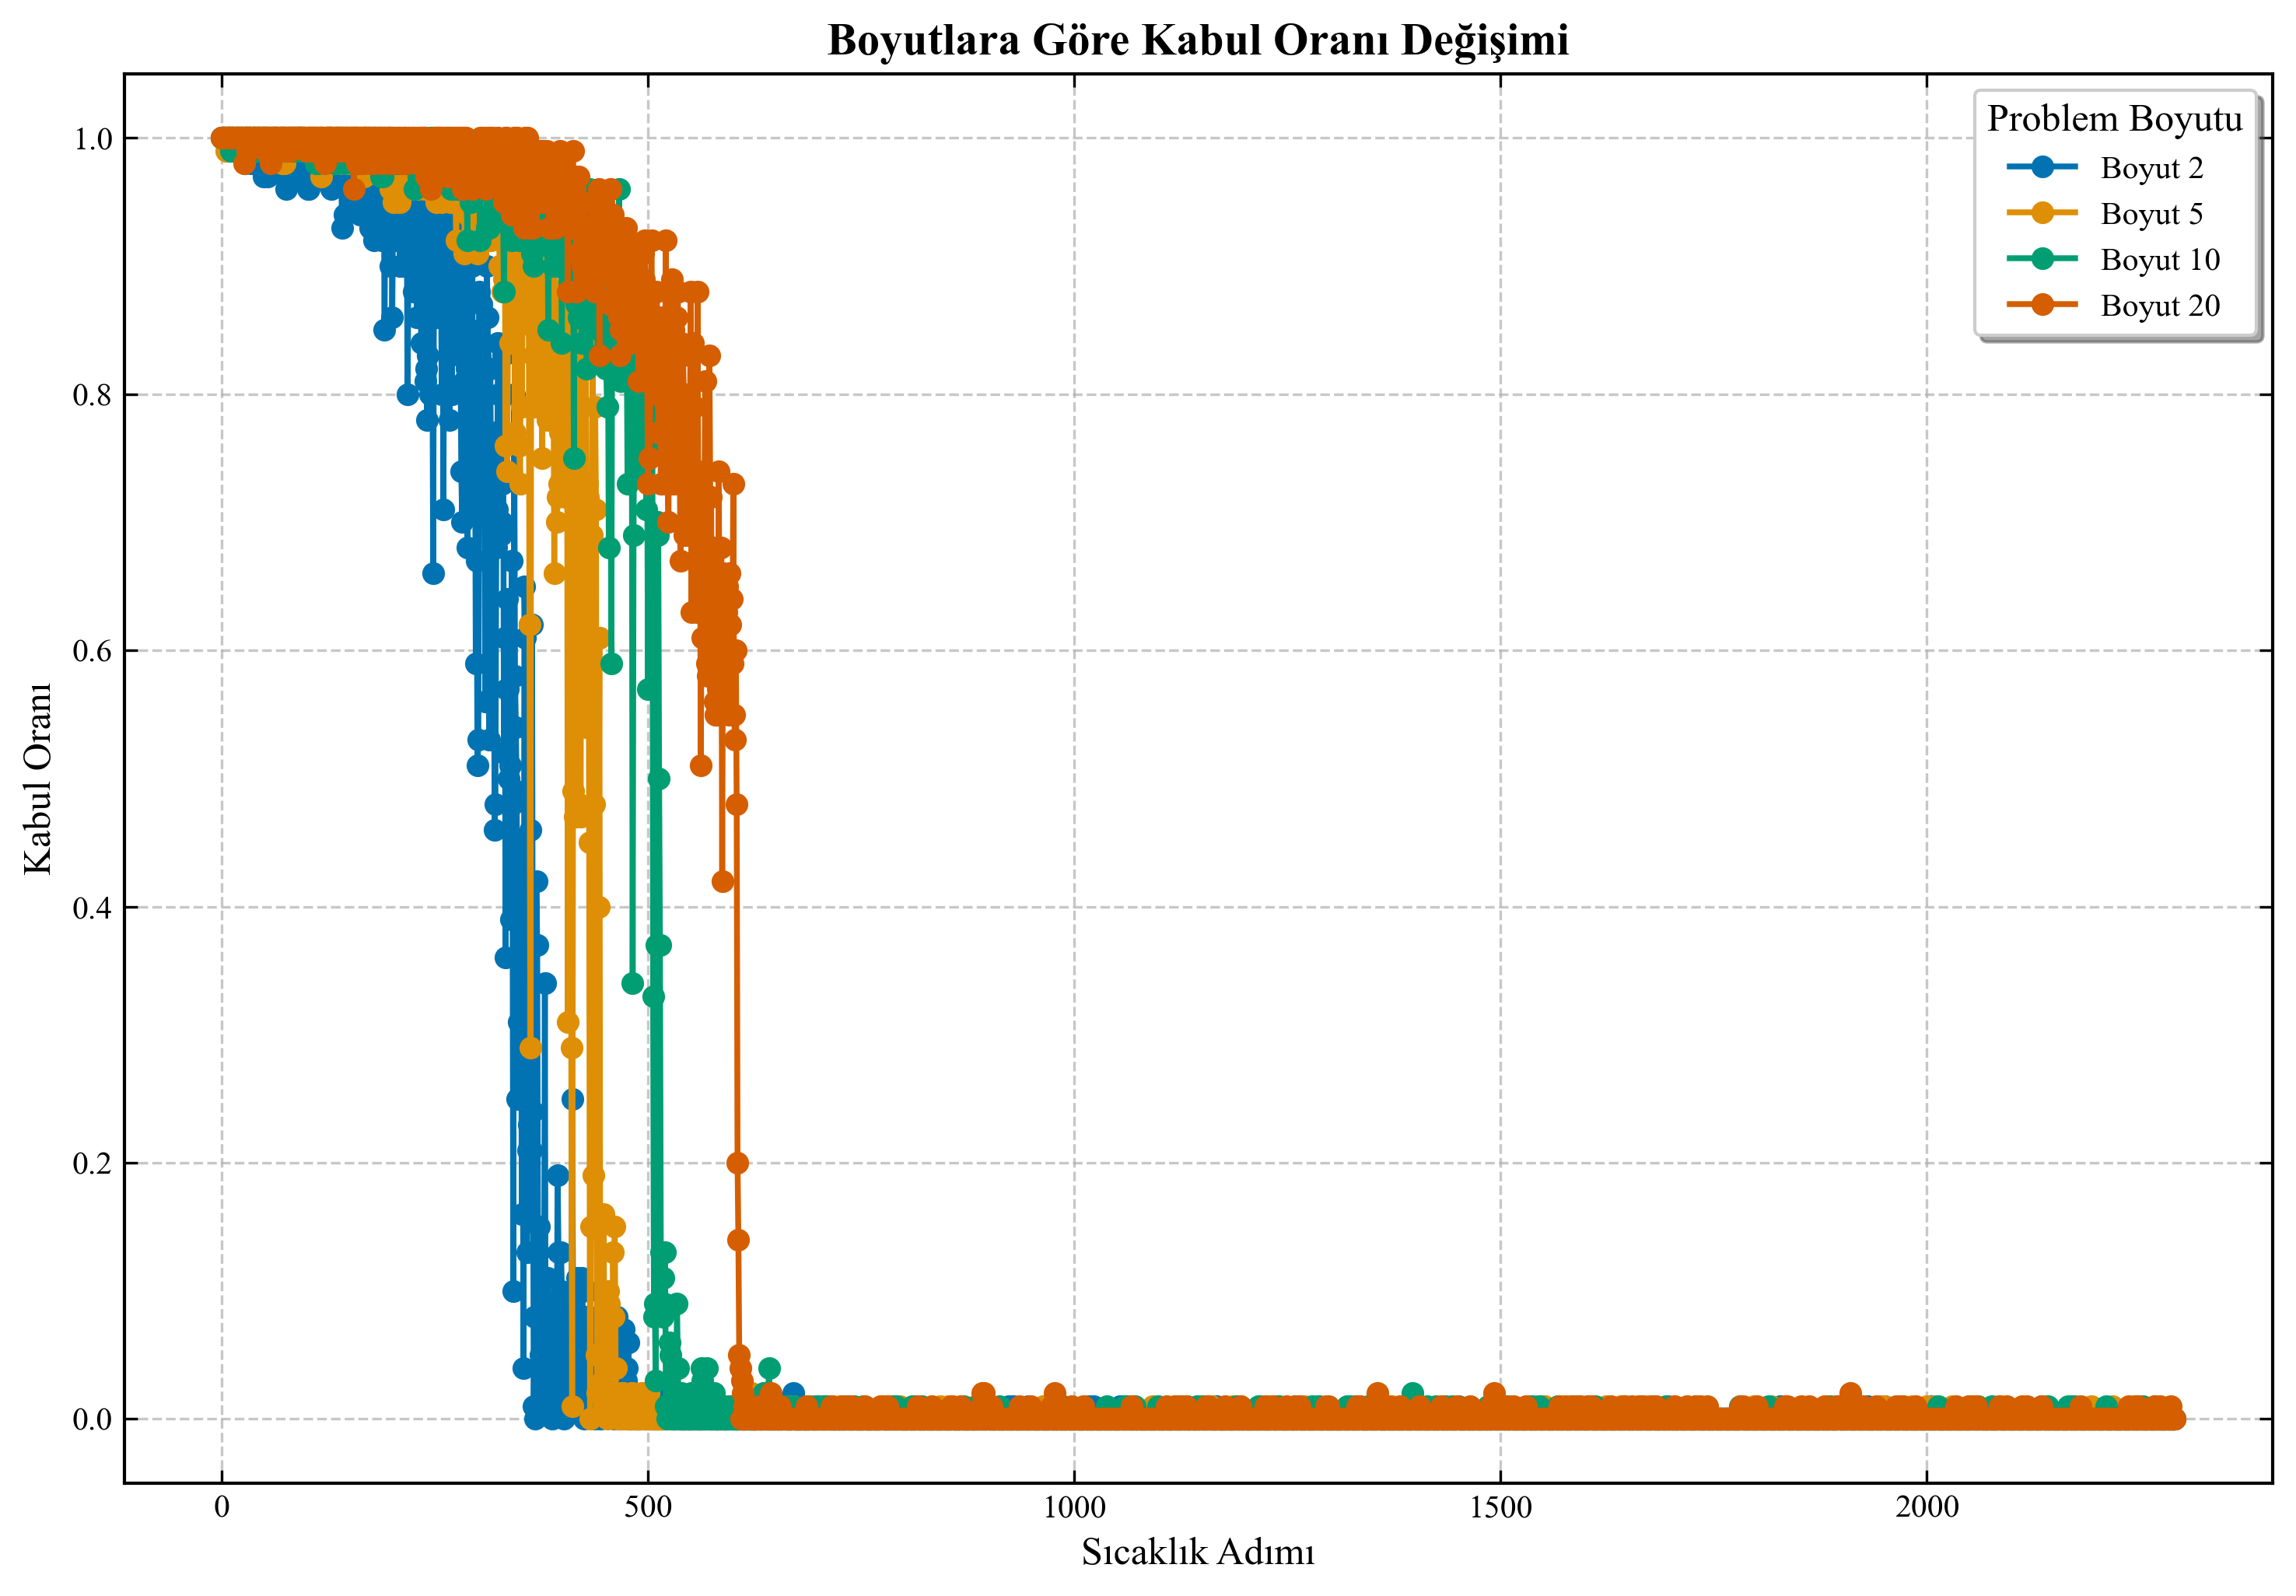 Boyutlara Göre Kabul Oranı Değişimi
Problem Boyutu
Boyut 2
Boyut 5
Boyut 10
Boyut 20
Kabul Oranı
1.0
0.8
0.6
0.4
0.2
0.0
0
500
1000
1500
2000
Sıcaklık Adımı